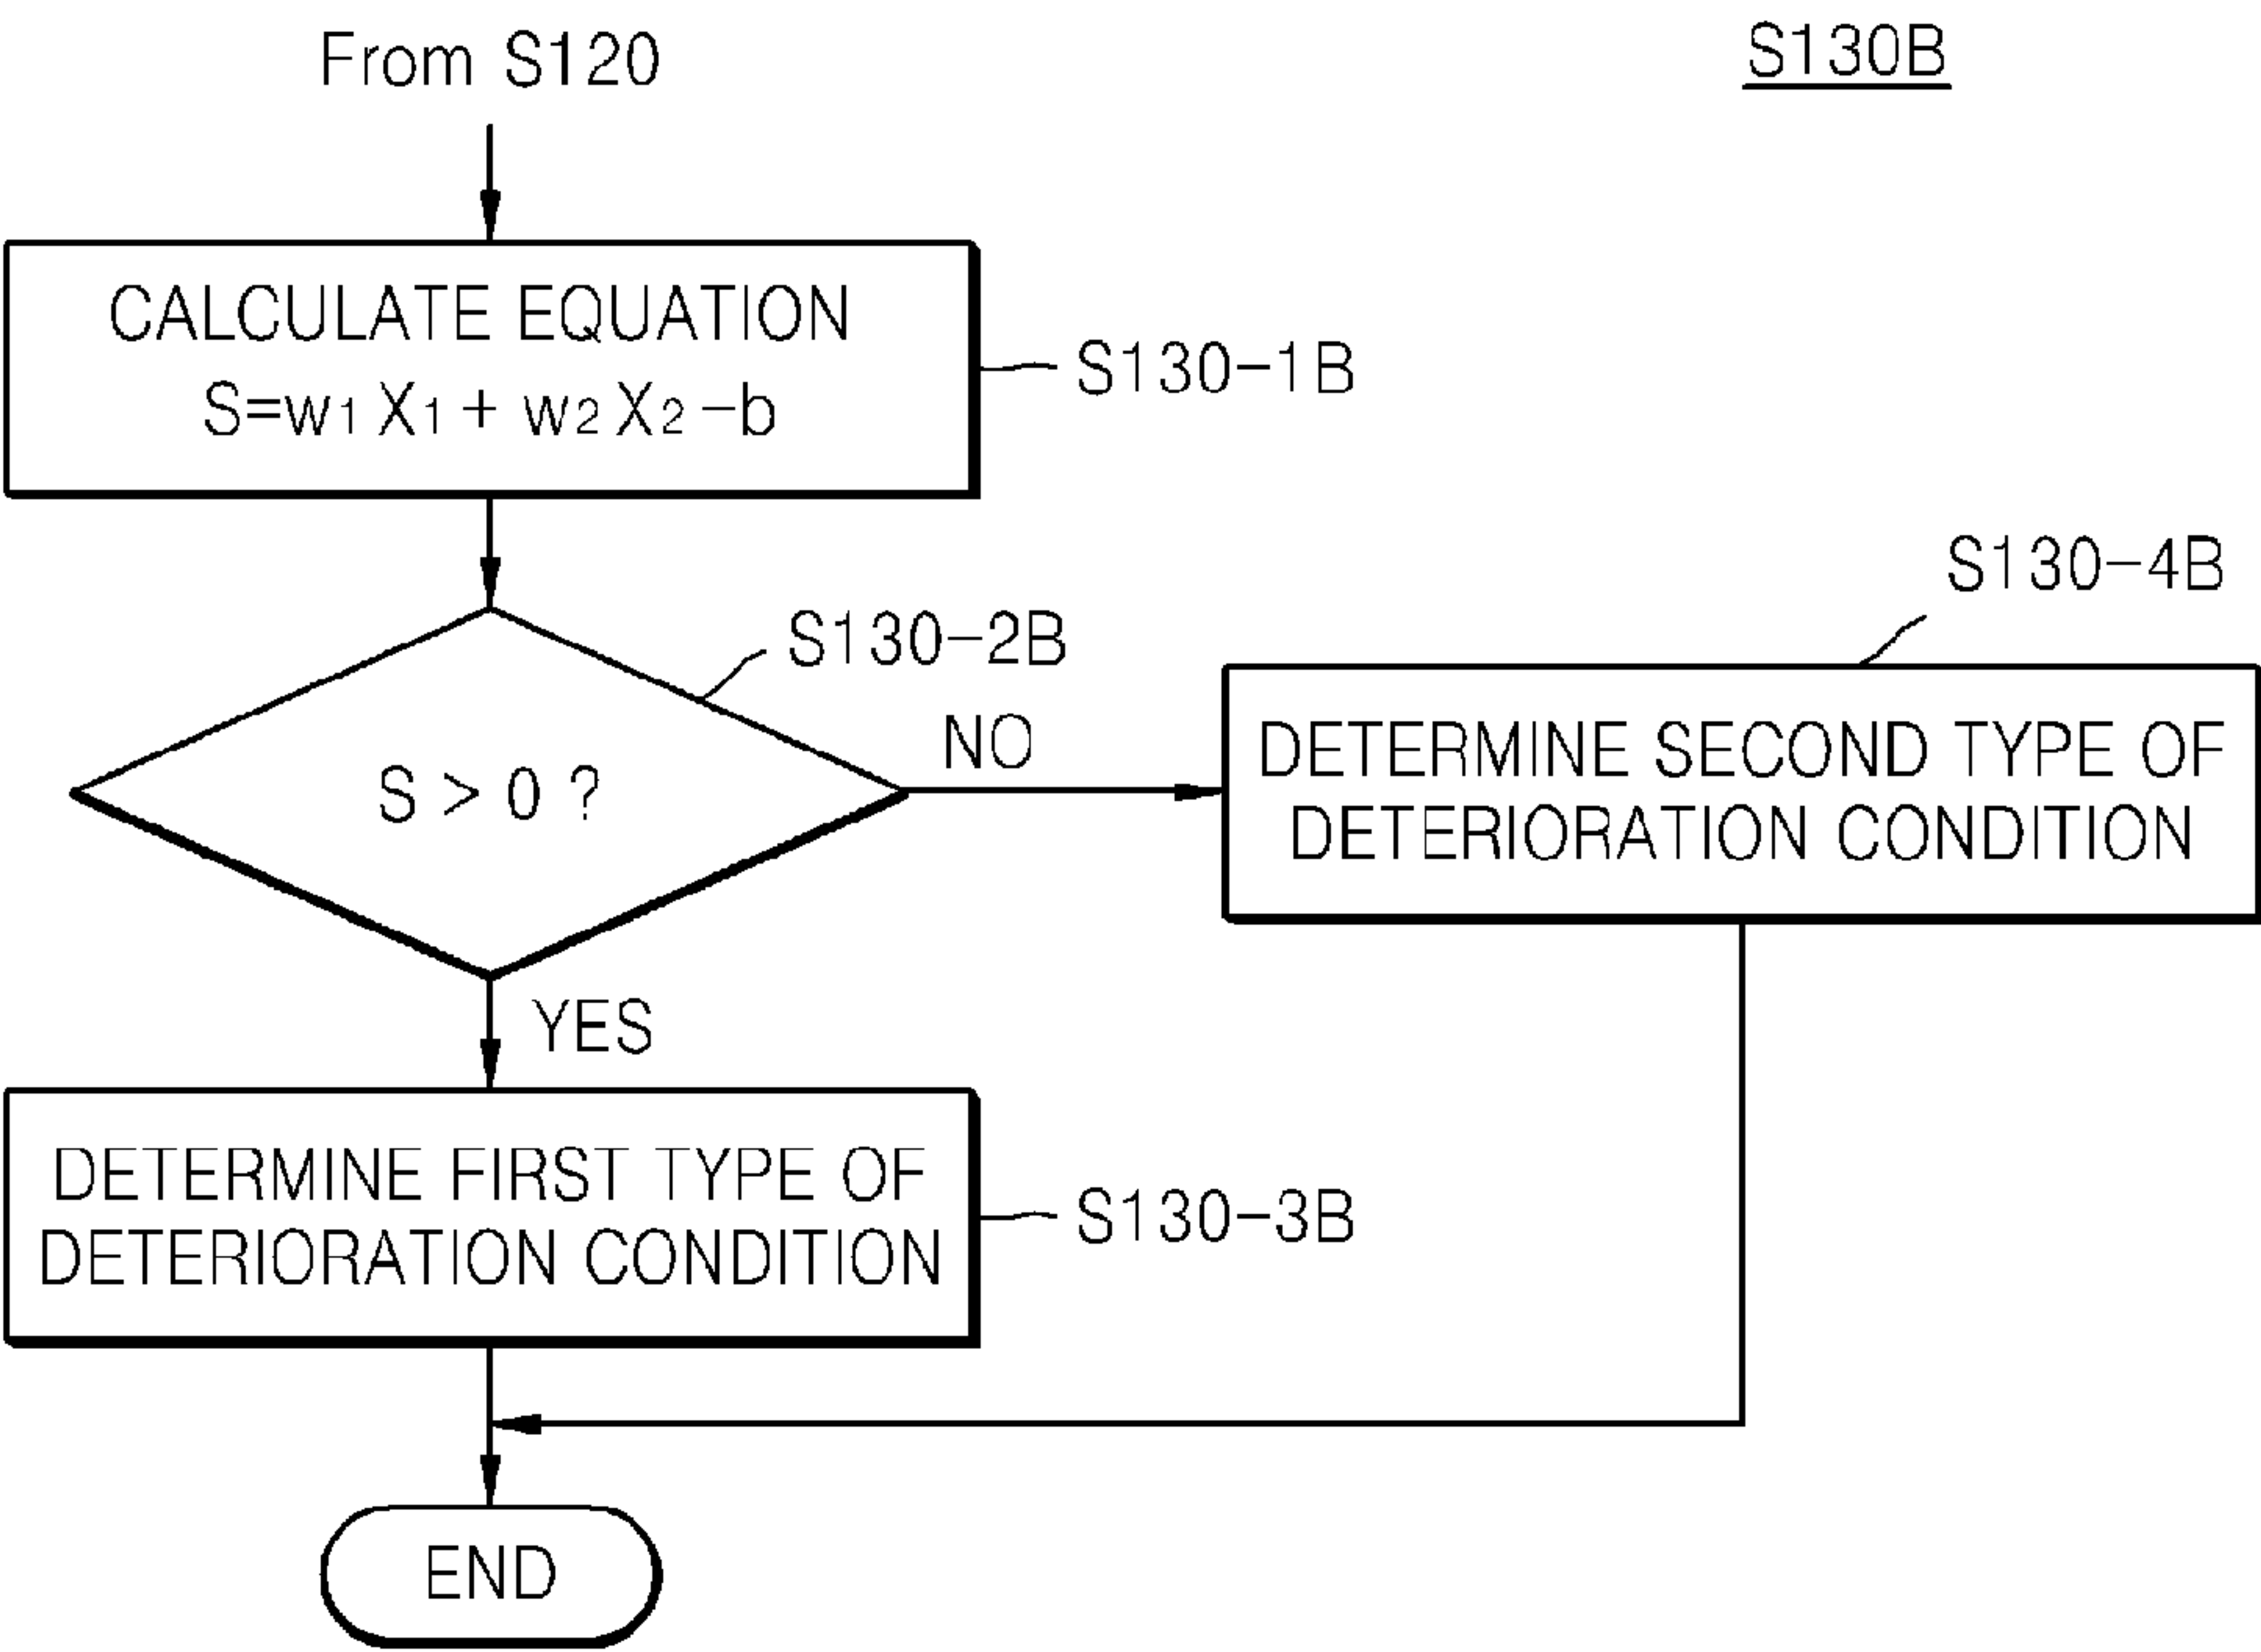 From S120
S130B
CALCULATE EQUATION
S=w1 X1 + w2 X2 -b
S130-1B
S130-2B
S > 0 ?
NO
S130-4B
DETERMINE SECOND TYPE OF
DETERIORATION CONDITION
YES
DETERMINE FIRST TYPE OF
DETERIORATION CONDITION
S130-3B
END